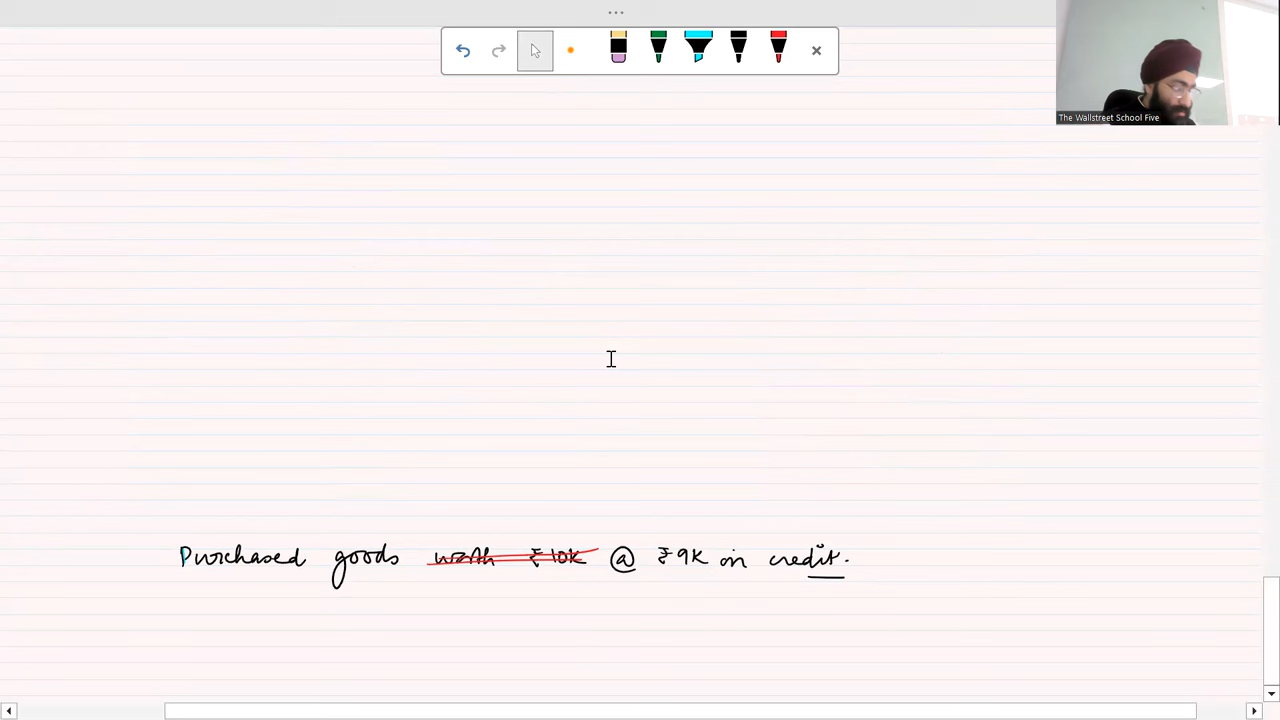 The Wallstreet School Five
Purchased goods worth ₹10k @ ₹9k on credit.